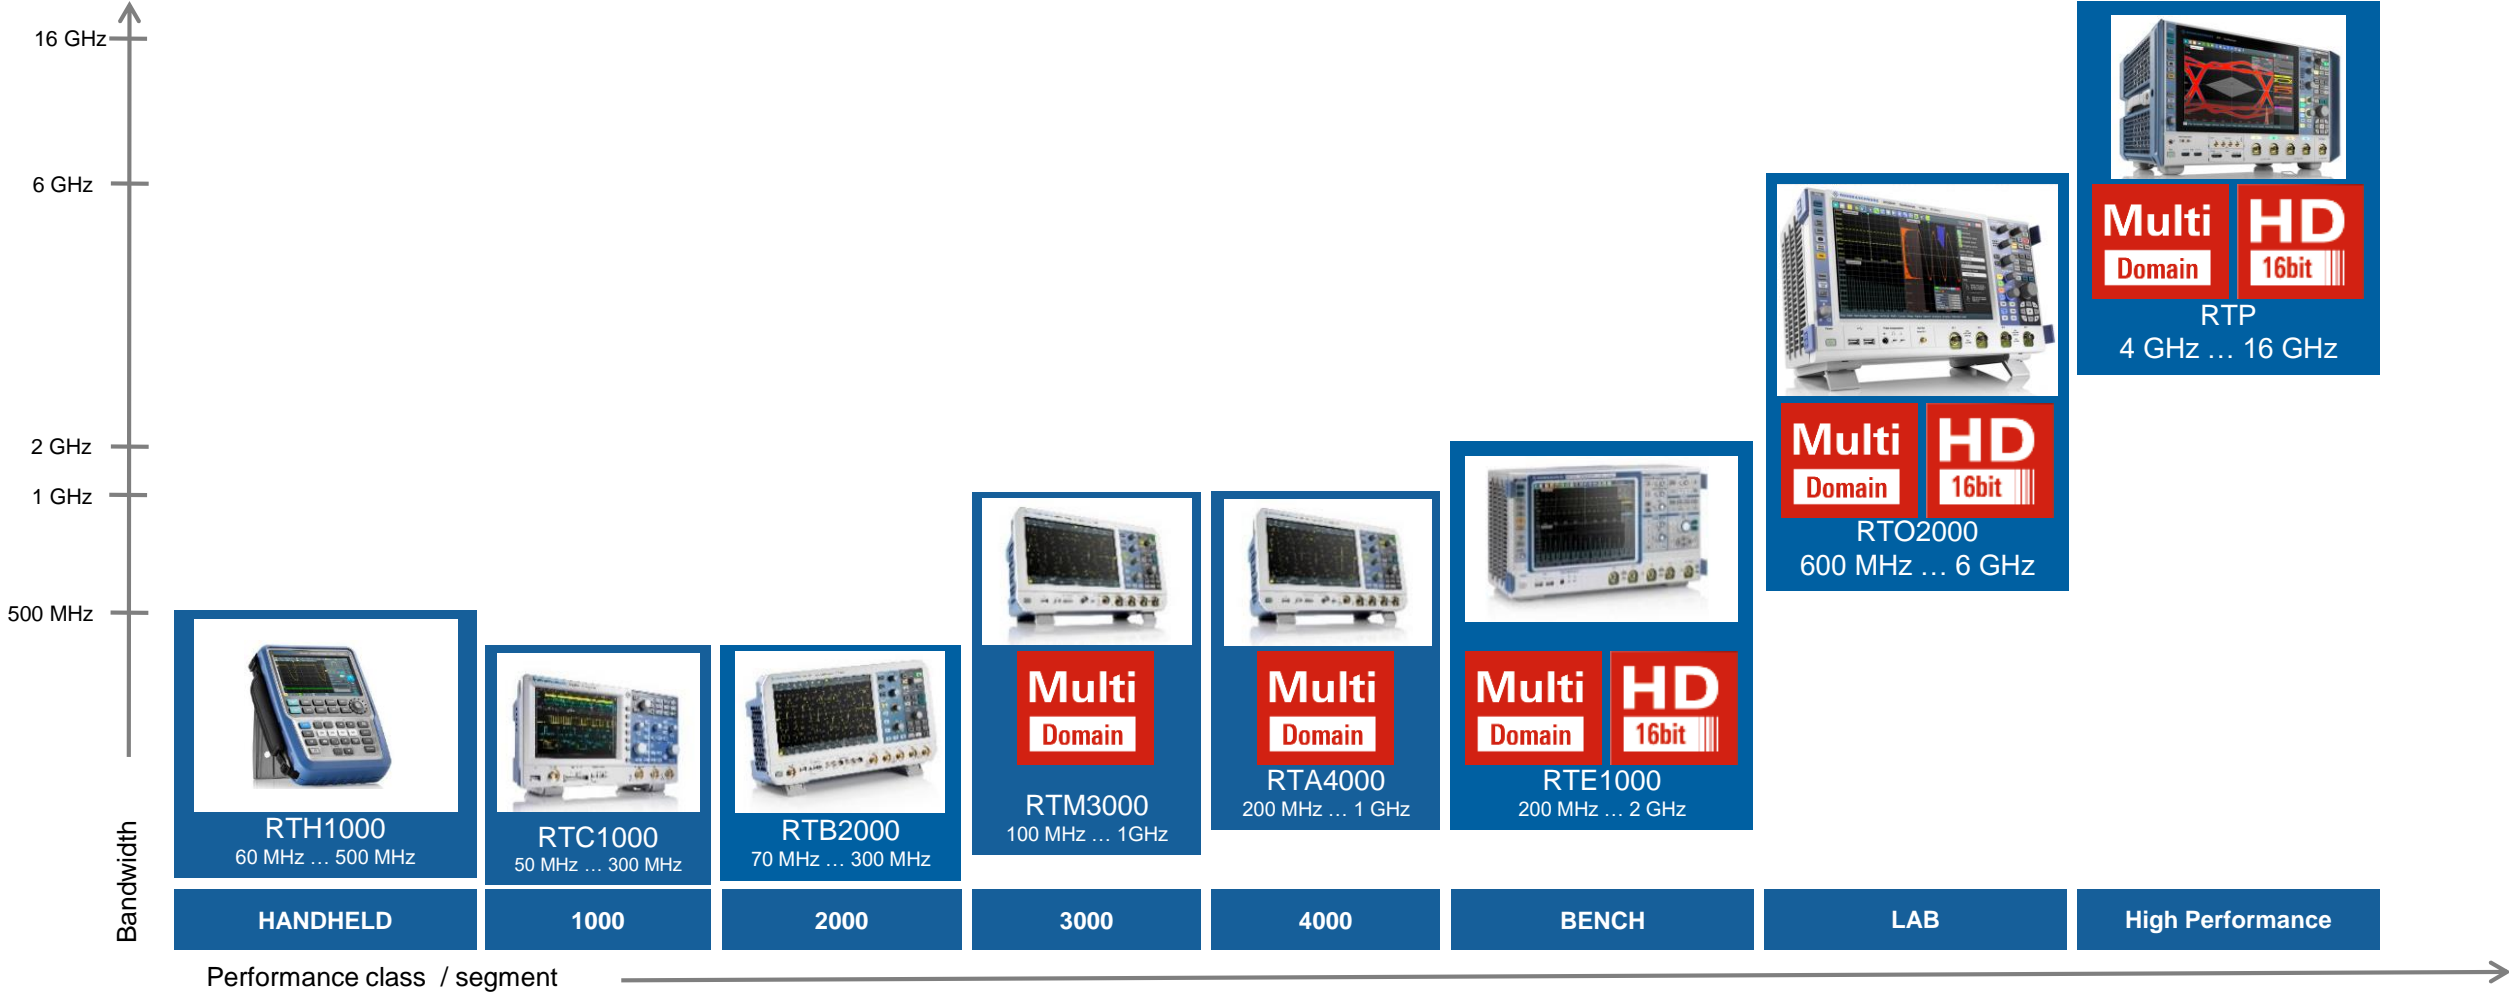 16 GHz
6 GHz
2 GHz
1 GHz
500 MHz
Bandwidth
RTH1000
60 MHz … 500 MHz
RTC1000
50 MHz … 300 MHz
RTB2000
70 MHz … 300 MHz
Multi
Domain
RTM3000
100 MHz … 1GHz
Multi
Domain
RTA4000
200 MHz … 1 GHz
Multi
Domain
HD
16bit
RTE1000
200 MHz … 2 GHz
Multi
Domain
HD
16bit
RTO2000
600 MHz … 6 GHz
Multi
Domain
HD
16bit
RTP
4 GHz … 16 GHz
HANDHELD
1000
2000
3000
4000
BENCH
LAB
High Performance
Performance class / segment